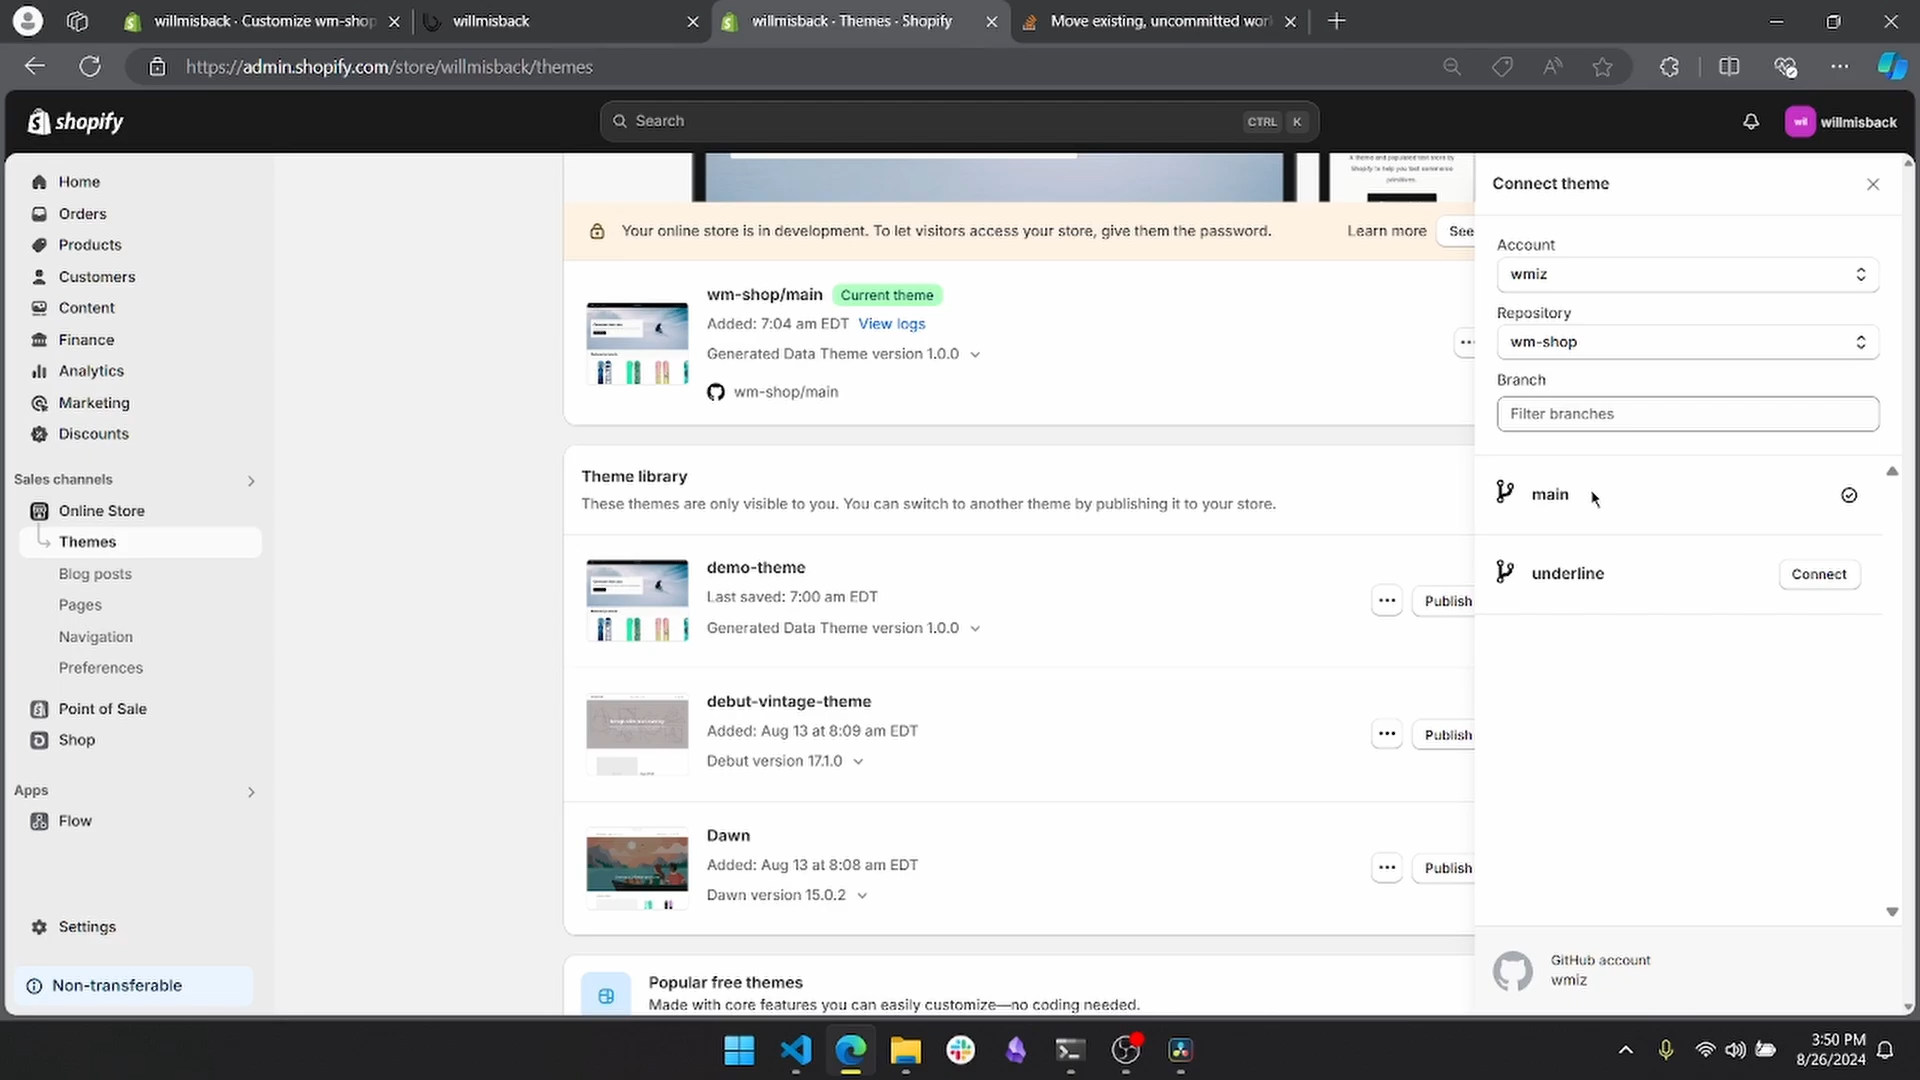 willmisback · Customize wm-shop
willmisback
willmisback · Themes · Shopify
Move existing, uncommitted wor
https://admin.shopify.com/store/willmisback/themes
shopify
Search
CTRL K
wil
willmisback
Home
Orders
Products
Customers
Content
Finance
Analytics
Marketing
Discounts
Sales channels
Online Store
Themes
Blog posts
Pages
Navigation
Preferences
Point of Sale
Shop
Apps
Flow
Settings
Non-transferable
Shopify to help you test commerce
primitives.
Your online store is in development. To let visitors access your store, give them the password.
Learn more
See
wm-shop/main
Current theme
Added: 7:04 am EDT View logs
Generated Data Theme version 1.0.0
wm-shop/main
Theme library
These themes are only visible to you. You can switch to another theme by publishing it to your store.
demo-theme
Last saved: 7:00 am EDT
Generated Data Theme version 1.0.0
Publish
debut-vintage-theme
Added: Aug 13 at 8:09 am EDT
Debut version 17.1.0
Publish
Dawn
Added: Aug 13 at 8:08 am EDT
Dawn version 15.0.2
Publish
Popular free themes
Made with core features you can easily customize—no coding needed.
Connect theme
Account
wmiz
Repository
wm-shop
Branch
Filter branches
main
underline
Connect
GitHub account
wmiz
3:50 PM
8/26/2024